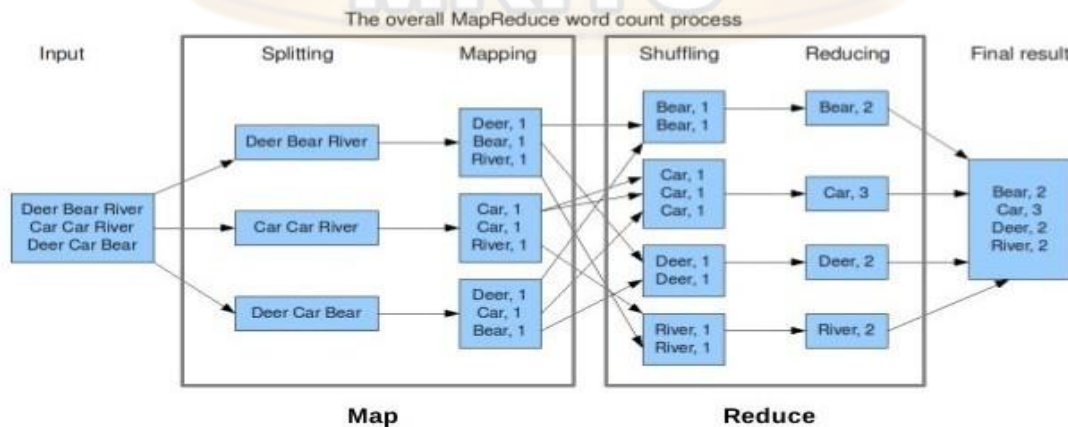 The overall MapReduce word count process
Input
Splitting
Mapping
Shuffling
Reducing
Final result
Deer Bear River
Car Car River
Deer Car Bear
Deer Bear River
Car Car River
Deer Car Bear
Deer, 1
Bear, 1
River, 1
Car, 1
Car, 1
River, 1
Deer, 1
Car, 1
Bear, 1
Bear, 1
Bear, 1
Car, 1
Car, 1
Car, 1
Deer, 1
Deer, 1
River, 1
River, 1
Bear, 2
Car, 3
Deer, 2
River, 2
Bear, 2
Car, 3
Deer, 2
River, 2
Map
Reduce